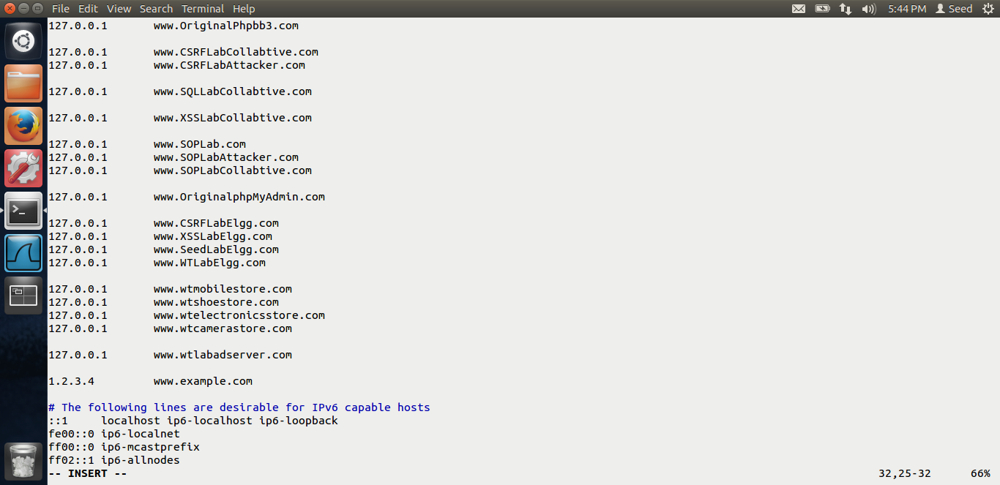 File Edit View Search Terminal Help 5:44 PM Seed
127.0.0.1 www.OriginalPhpbb3.com
127.0.0.1 www.CSRFLabCollabtive.com
127.0.0.1 www.CSRFLabAttacker.com
127.0.0.1 www.SQLLabCollabtive.com
127.0.0.1 www.XSSLabCollabtive.com
127.0.0.1 www.SOPLab.com
127.0.0.1 www.SOPLabAttacker.com
127.0.0.1 www.SOPLabCollabtive.com
127.0.0.1 www.OriginalphpMyAdmin.com
127.0.0.1 www.CSRFLabElgg.com
127.0.0.1 www.XSSLabElgg.com
127.0.0.1 www.SeedLabElgg.com
127.0.0.1 www.WTLabElgg.com
127.0.0.1 www.wtmobilestore.com
127.0.0.1 www.wtshoestore.com
127.0.0.1 www.wtelectronicsstore.com
127.0.0.1 www.wtcamerastore.com
127.0.0.1 www.wtlabadserver.com
1.2.3.4 www.example.com
# The following lines are desirable for IPv6 capable hosts
::1 localhost ip6-localhost ip6-loopback
fe00::0 ip6-localnet
ff00::0 ip6-mcastprefix
ff02::1 ip6-allnodes
-- INSERT -- 32,25-32 66%